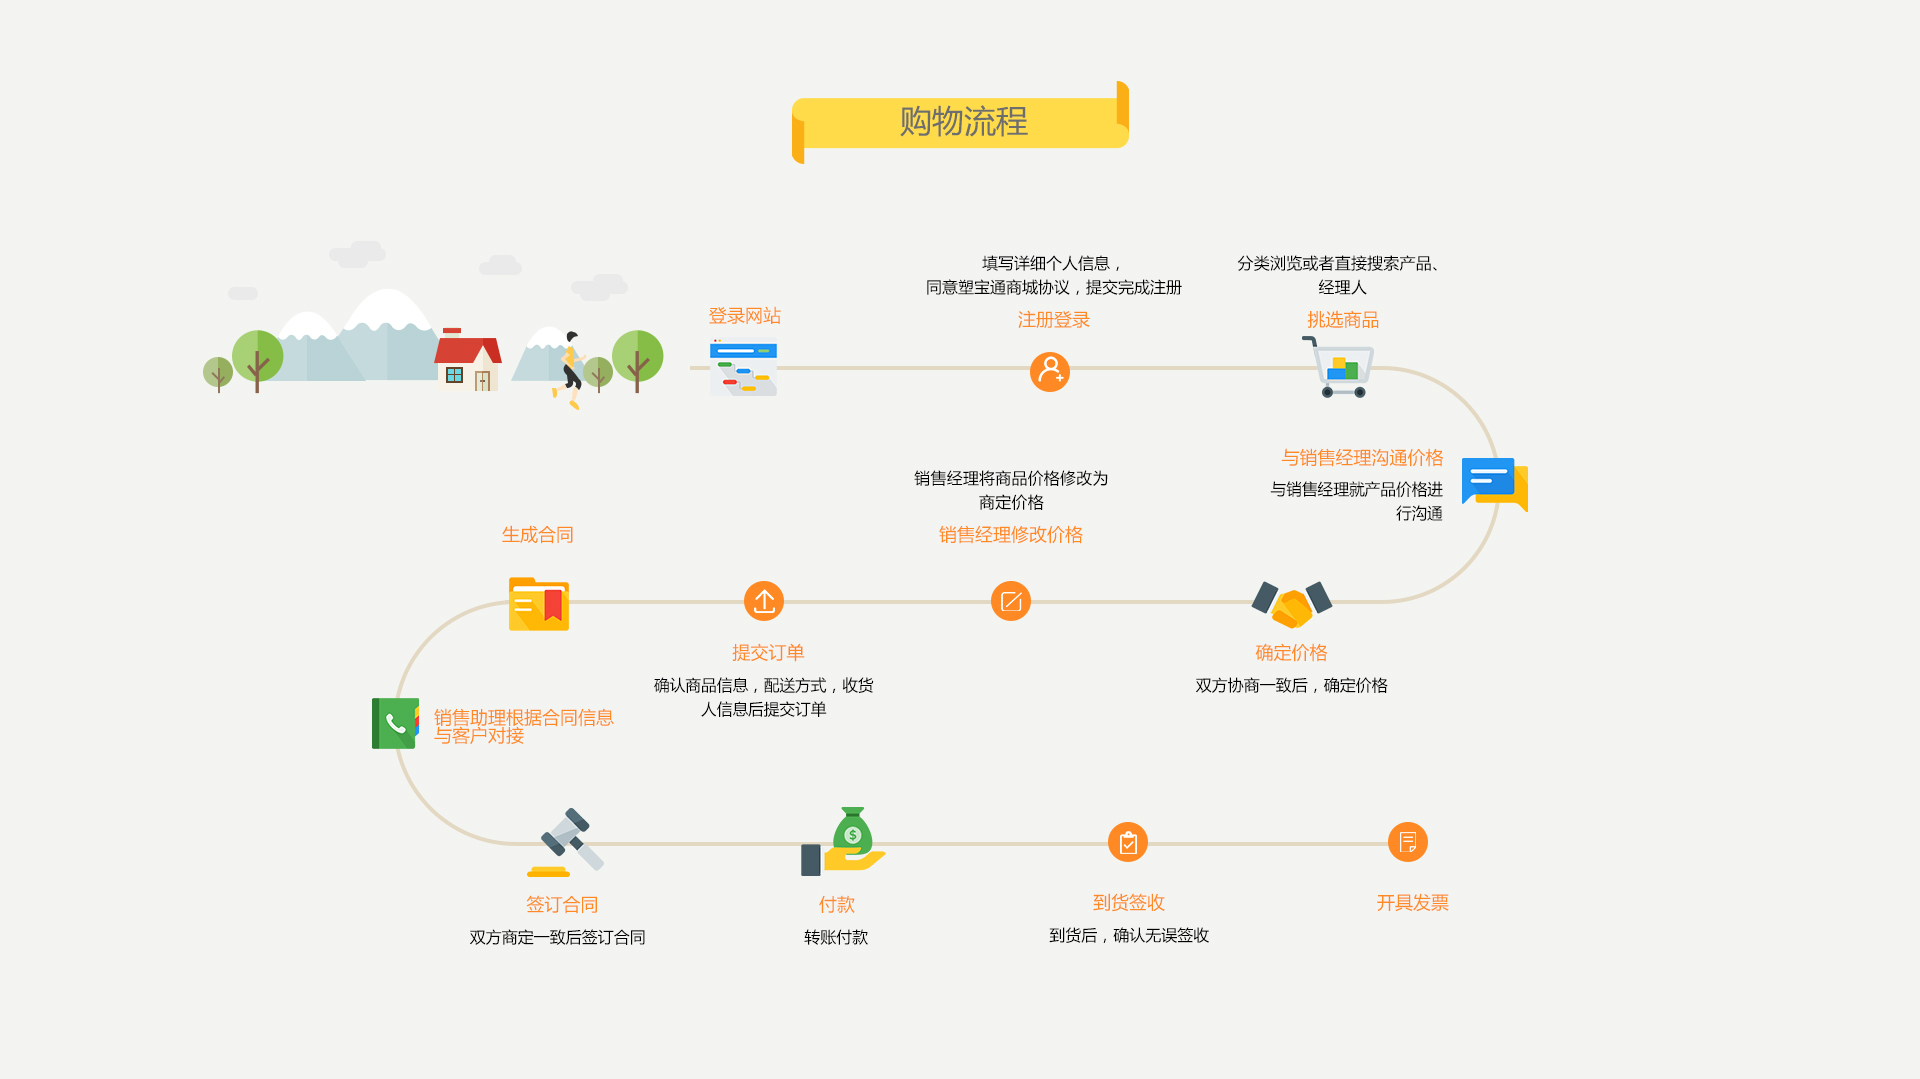 购物流程
登录网站
填写详细个人信息，
同意塑宝通商城协议，提交完成注册
注册登录
分类浏览或者直接搜索产品、
经理人
挑选商品
与销售经理沟通价格
与销售经理就产品价格进
行沟通
确定价格
双方协商一致后，确定价格
销售经理将商品价格修改为
商定价格
销售经理修改价格
提交订单
确认商品信息，配送方式，收货
人信息后提交订单
生成合同
销售助理根据合同信息
与客户对接
签订合同
双方商定一致后签订合同
$
付款
转账付款
到货签收
到货后，确认无误签收
开具发票